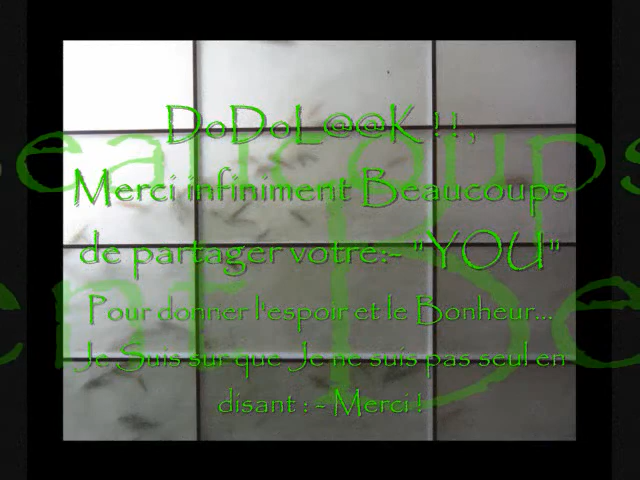 DoDoL@@K !!,
Merci infiniment Beaucoups
de partager votre:- "YOU"
Pour donner l'espoir et le Bonheur...
Je Suis sur que Je ne suis pas seul en
disant : - Merci !